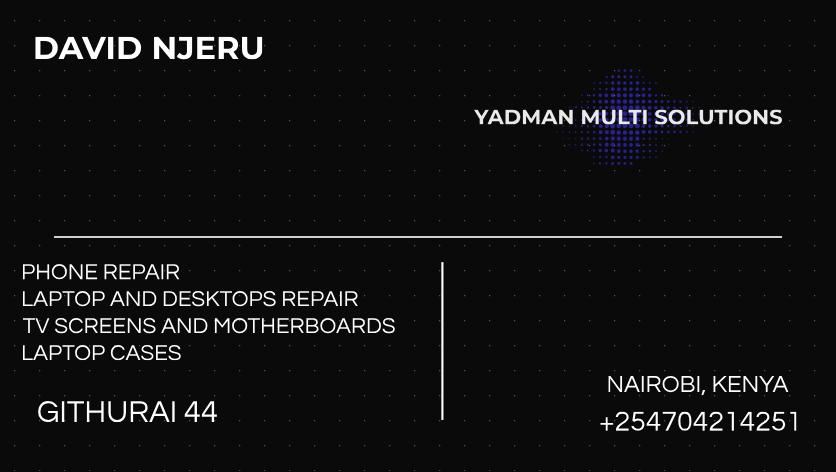 DAVID NJERU
YADMAN MULTI SOLUTIONS
PHONE REPAIR
LAPTOP AND DESKTOPS REPAIR
TV SCREENS AND MOTHERBOARDS
LAPTOP CASES
GITHURAI 44
NAIROBI, KENYA
+254704214251